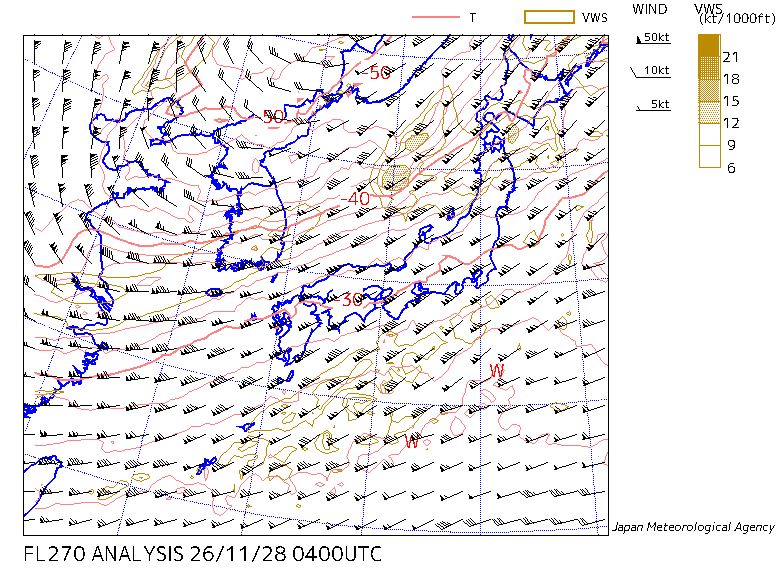 T
VWS
WIND
VWS
(kt/1000ft)
50kt
10kt
5kt
21
18
15
12
9
6
-50
-50
-40
30
W
W
Japan Meteorological Agency
FL270 ANALYSIS 26/11/28 0400UTC